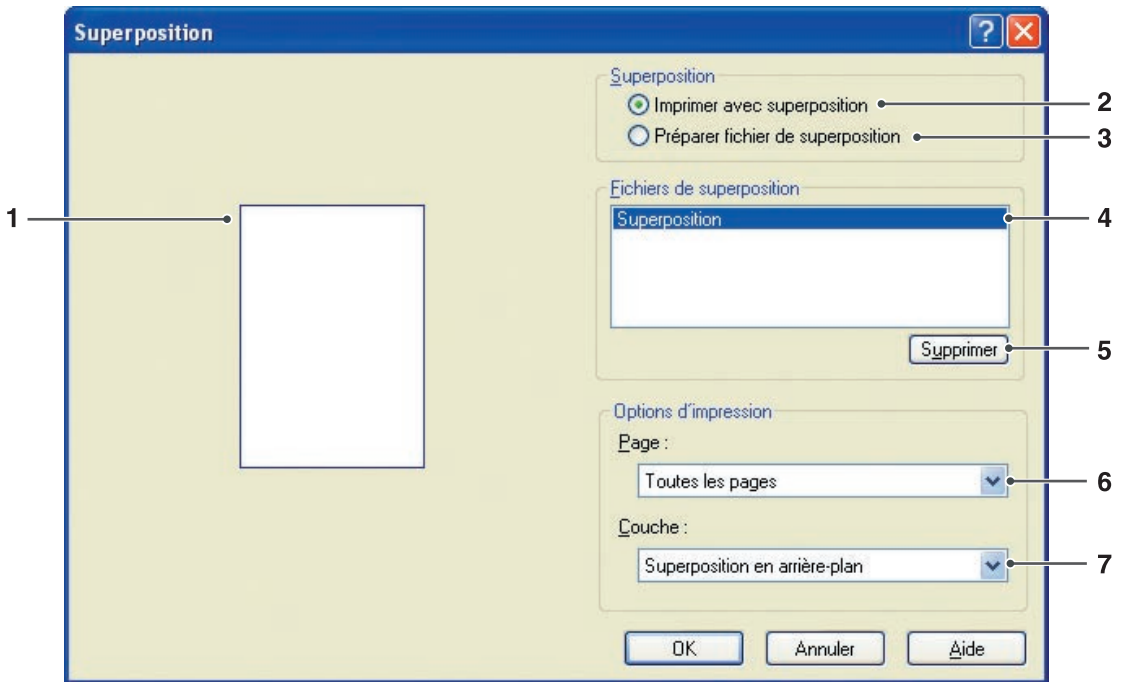 Superposition
?
Superposition
Imprimer avec superposition
2
Préparer fichier de superposition
3
Fichiers de superposition
1
Superposition
4
Supprimer
5
Options d'impression
Page :
Toutes les pages
6
Couche :
Superposition en arrière-plan
7
OK
Annuler
Aide